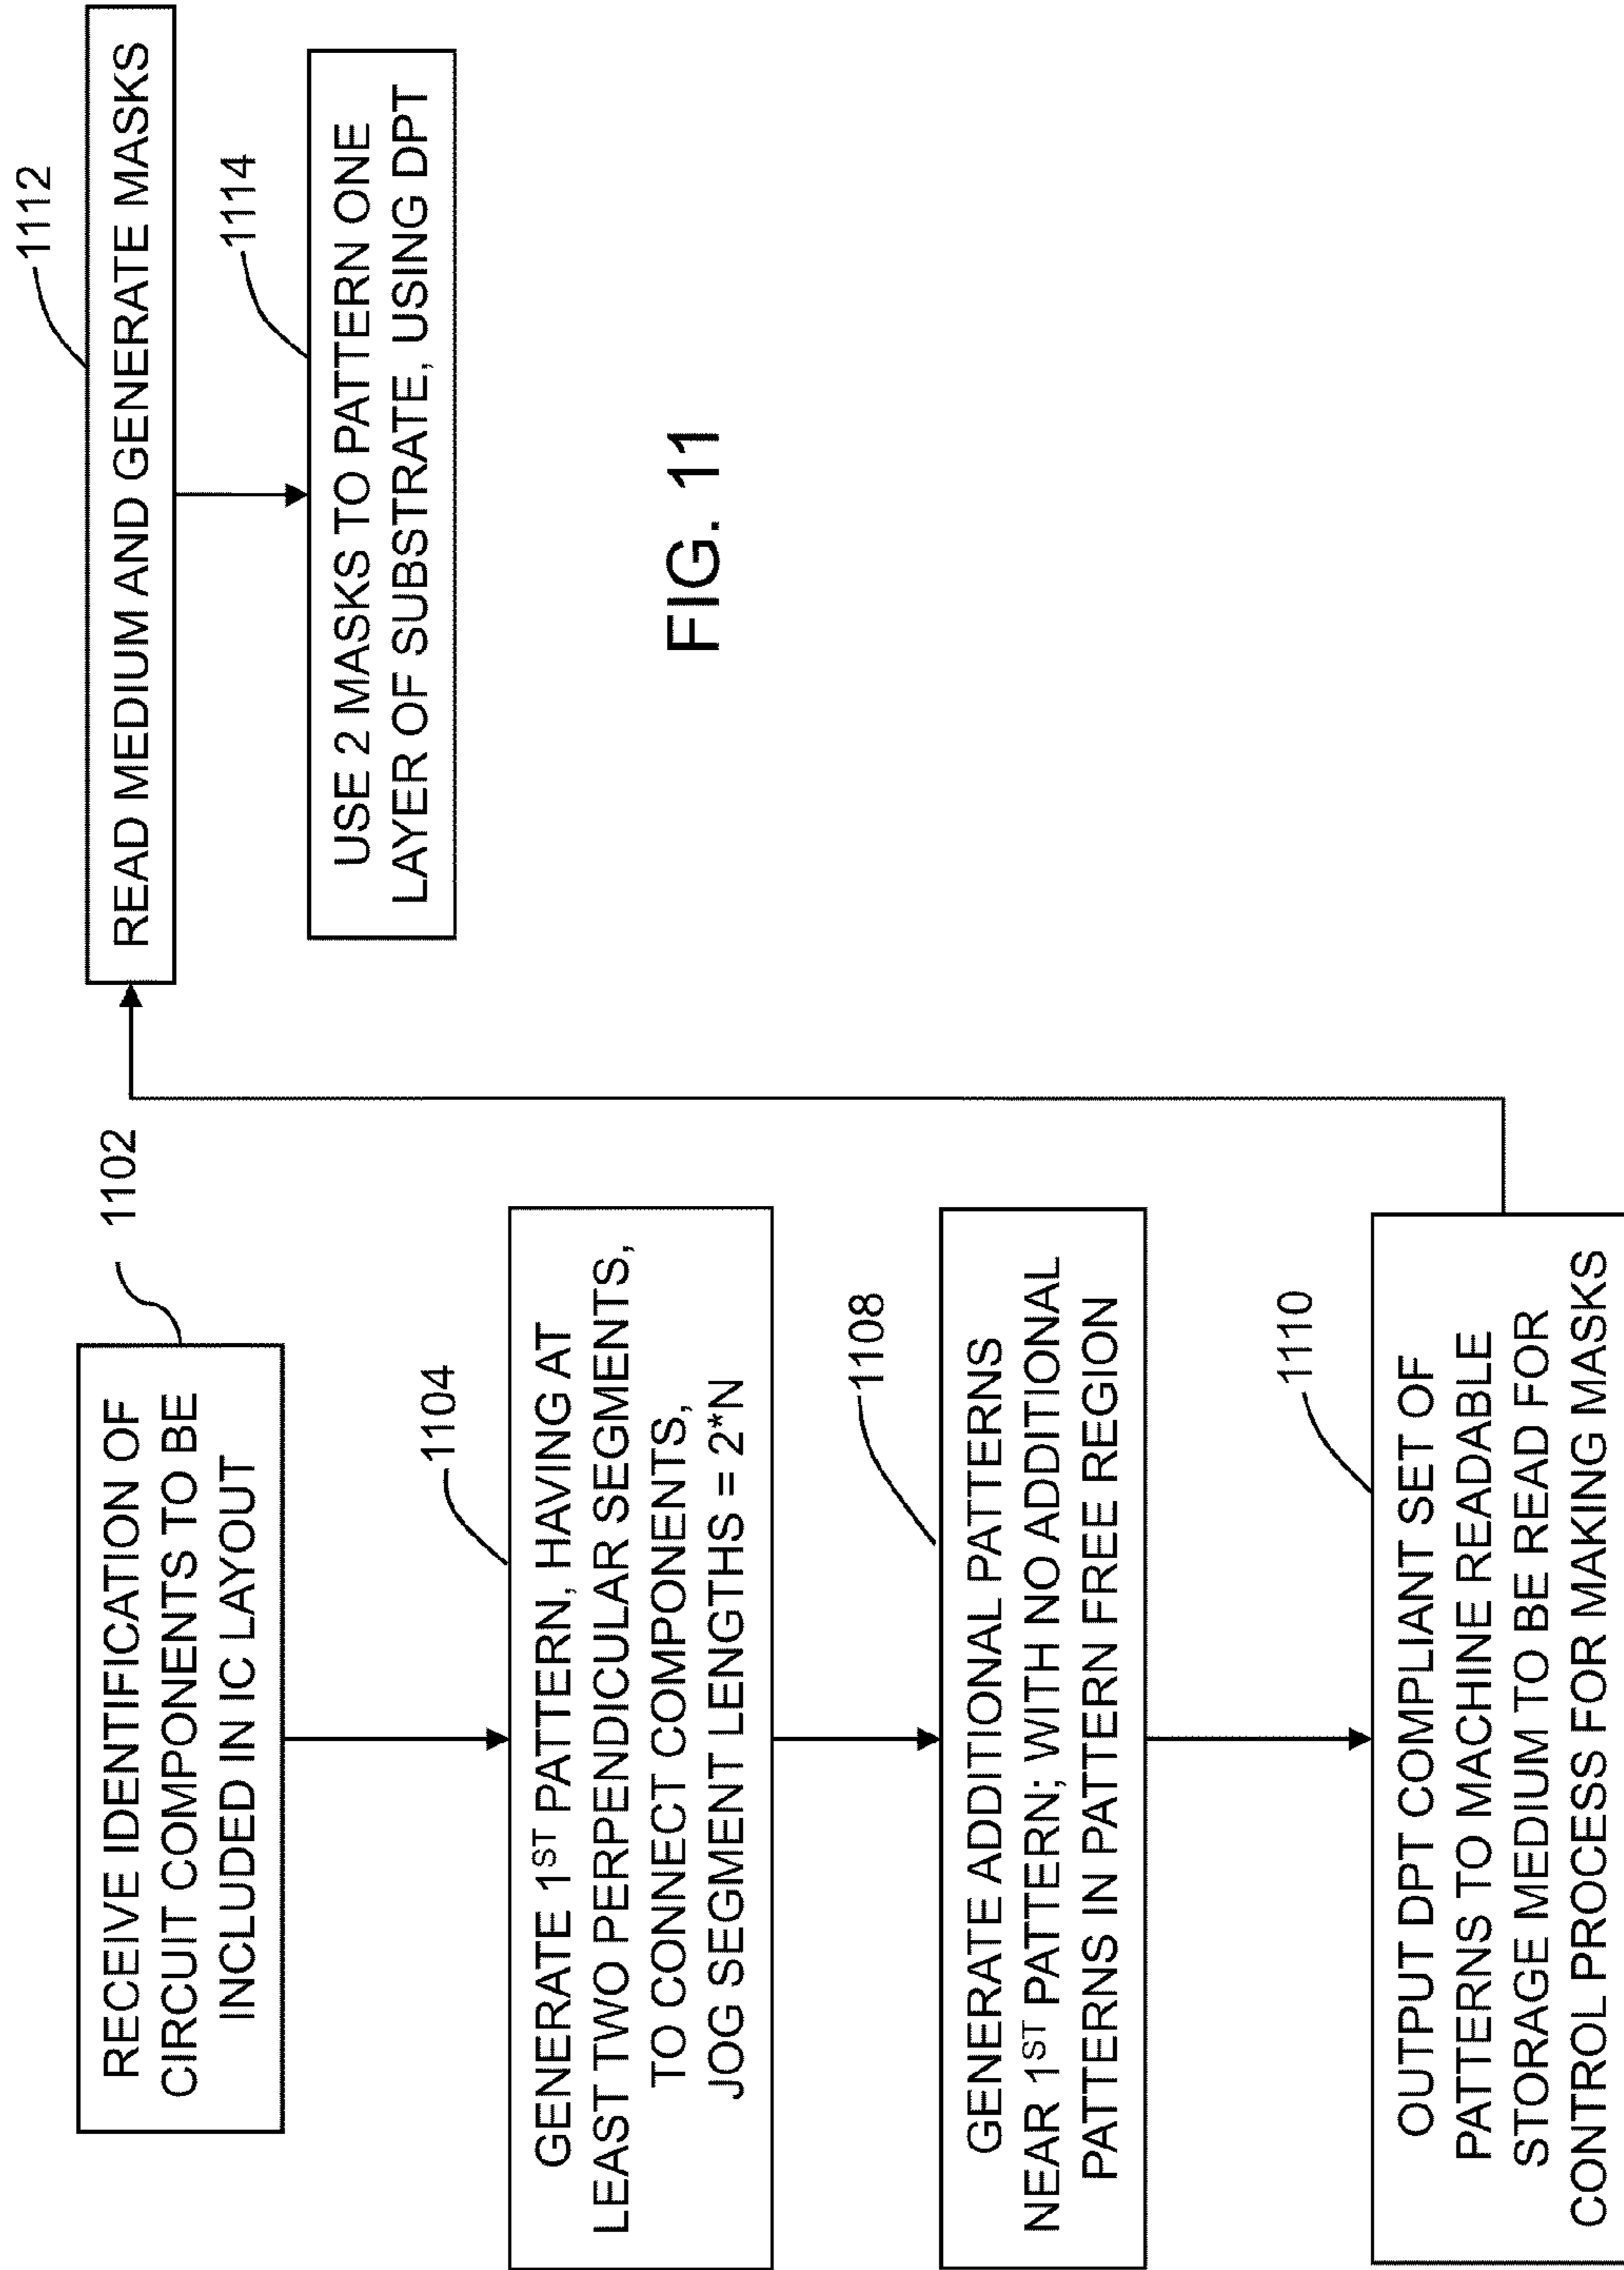 1102
RECEIVE IDENTIFICATION OF
CIRCUIT COMPONENTS TO BE
INCLUDED IN IC LAYOUT
1104
GENERATE 1ST PATTERN, HAVING AT
LEAST TWO PERPENDICULAR SEGMENTS,
TO CONNECT COMPONENTS,
JOG SEGMENT LENGTHS = 2*N
1108
GENERATE ADDITIONAL PATTERNS
NEAR 1ST PATTERN; WITH NO ADDITIONAL
PATTERNS IN PATTERN FREE REGION
1110
OUTPUT DPT COMPLIANT SET OF
PATTERNS TO MACHINE READABLE
STORAGE MEDIUM TO BE READ FOR
CONTROL PROCESS FOR MAKING MASKS
1112
READ MEDIUM AND GENERATE MASKS
1114
USE 2 MASKS TO PATTERN ONE
LAYER OF SUBSTRATE, USING DPT
FIG. 11